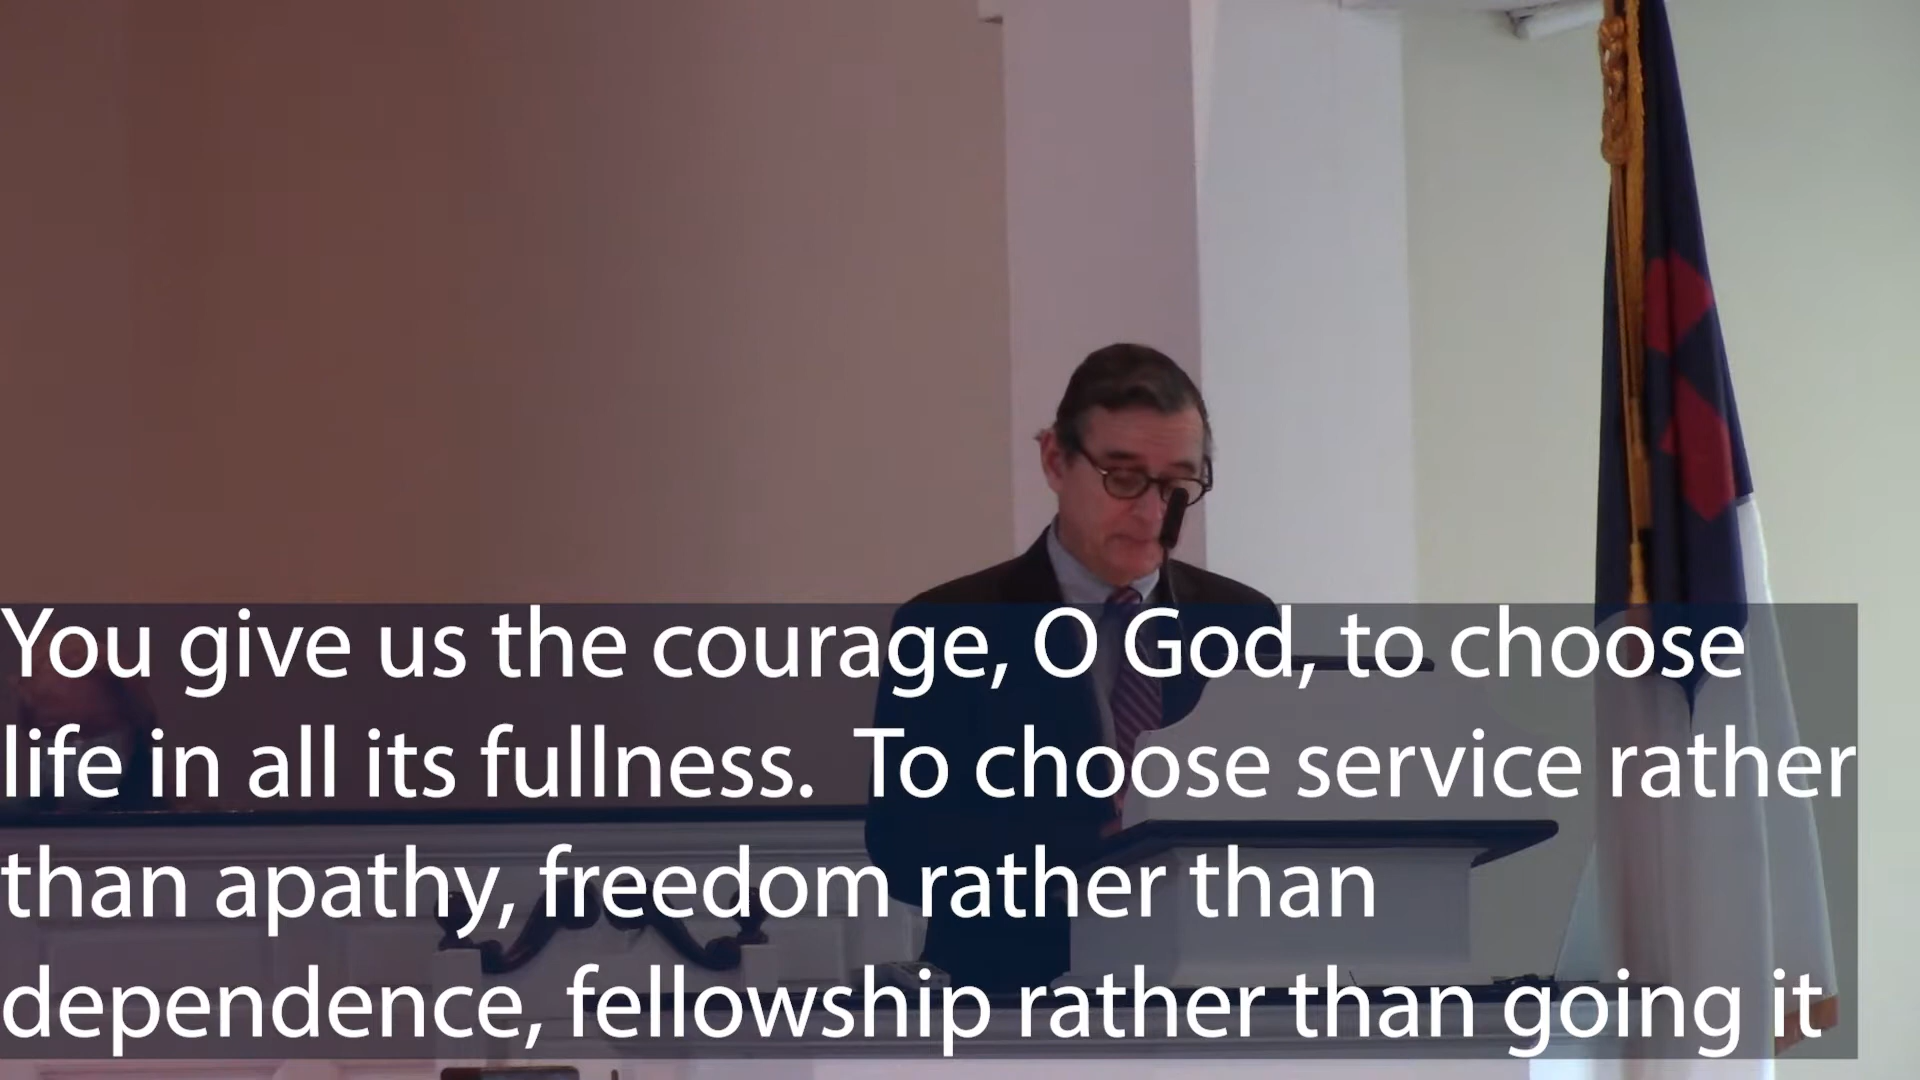 You give us the courage, O God, to choose
life in all its fullness.  To choose service rather
than apathy, freedom rather than
dependence, fellowship rather than going it